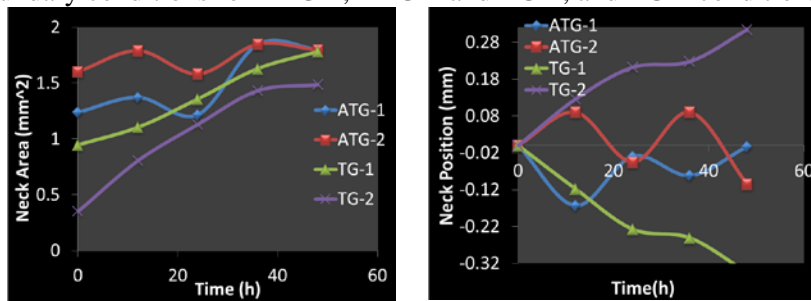 2
1.5
1
0.5
0
Neck Area (mm^2)
0 20 40 60
Time (h)
ATG-1
ATG-2
TG-1
TG-2
0.28
0.18
0.08
-0.02
-0.12
-0.22
-0.32
Neck Position (mm)
0 20 40 60
Time(h)
ATG-1
ATG-2
TG-1
TG-2